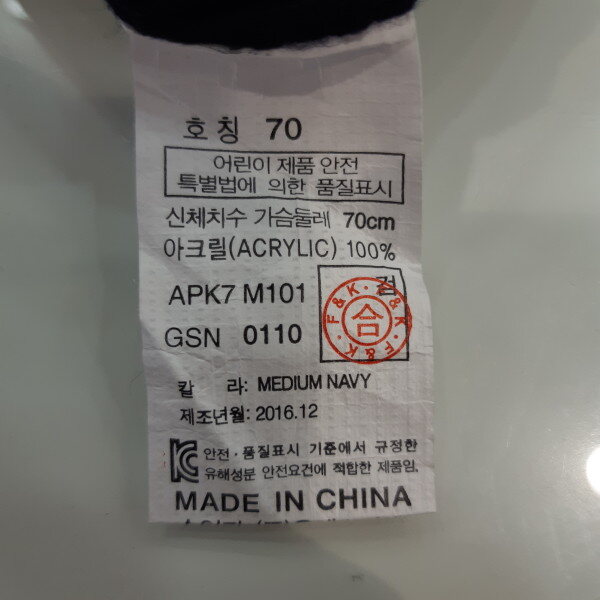 호칭 70
어린이 제품 안전
특별법에 의한 품질표시
신체치수 가슴둘레 70cm
아크릴(ACRYLIC) 100%
APK7 M101
검
GSN 0110
F&K · F&K · F&K
合
칼 라: MEDIUM NAVY
제조년월: 2016.12
안전·품질표시 기준에서 규정한
유해성분 안전요건에 적합한 제품임.
MADE IN CHINA